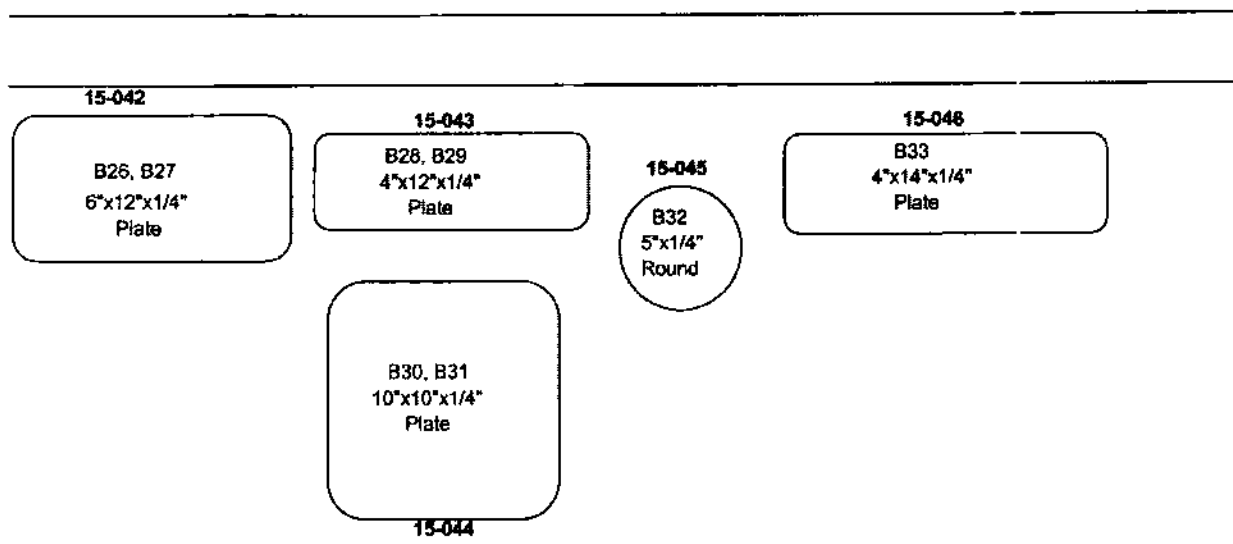 15-042
B26, B27
6"x12"x1/4"
Plate
15-043
B28, B29
4"x12"x1/4"
Plate
15-045
B32
5"x1/4"
Round
15-046
B33
4"x14"x1/4"
Plate
B30, B31
10"x10"x1/4"
Plate
15-044